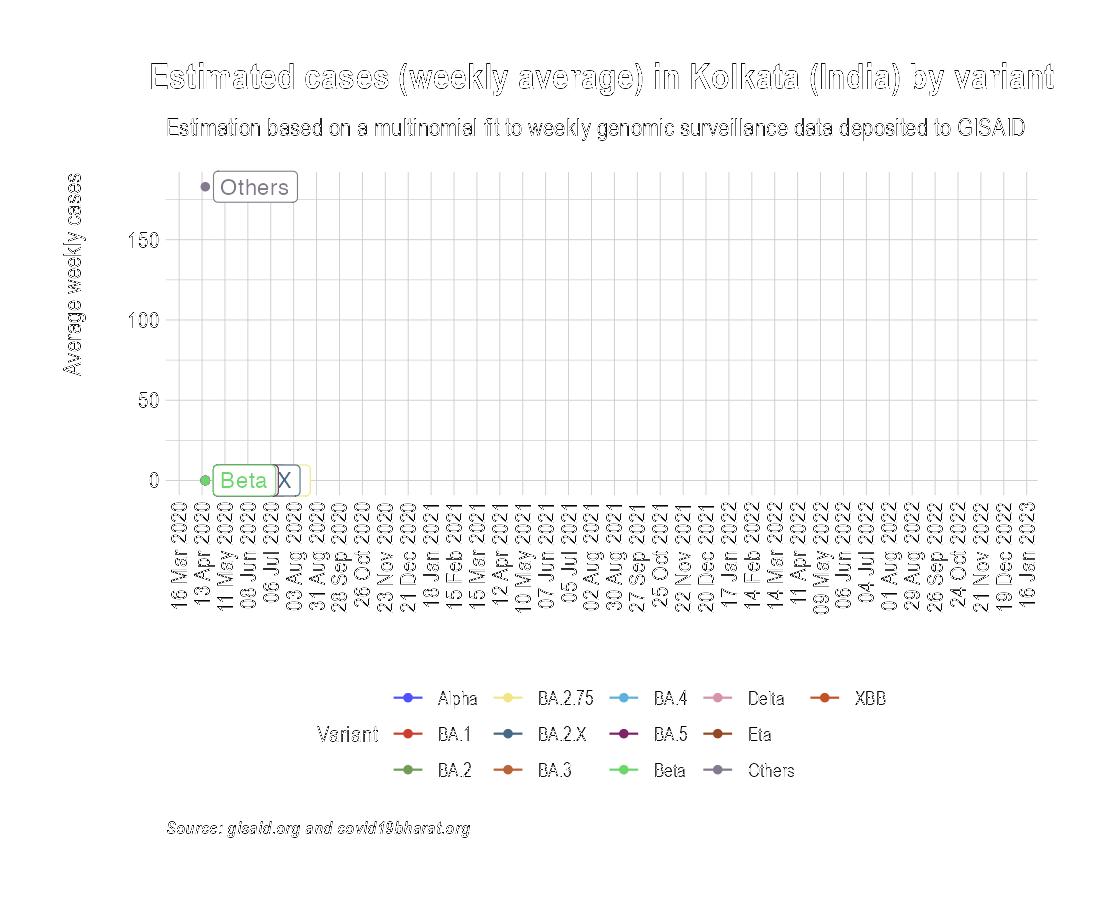 Estimated cases (weekly average) in Kolkata (India) by variant
Estimation based on a multinomial fit to weekly genomic surveillance data deposited to GISAID
Average weekly cases
Others
150
100
50
0
Beta
X
16 Mar 2020
13 Apr 2020
11 May 2020
08 Jun 2020
06 Jul 2020
03 Aug 2020
31 Aug 2020
28 Sep 2020
26 Oct 2020
21 Dec 2020
18 Jan 2021
15 Feb 2021
15 Mar 2021
12 Apr 2021
10 May 2021
07 Jun 2021
05 Jul 2021
02 Aug 2021
30 Aug 2021
27 Sep 2021
25 Oct 2021
22 Nov 2021
20 Dec 2021
17 Jan 2022
14 Feb 2022
14 Mar 2022
11 Apr 2022
09 May 2022
06 Jun 2022
04 Jul 2022
01 Aug 2022
29 Aug 2022
26 Sep 2022
24 Oct 2022
21 Nov 2022
19 Dec 2022
16 Jan 2023
Variant
Alpha
BA.1
BA.2
BA.2.75
BA.2.X
BA.3
BA.4
BA.5
Beta
Delta
Eta
Others
XBB
Source: gisaid.org and covid19bharat.org